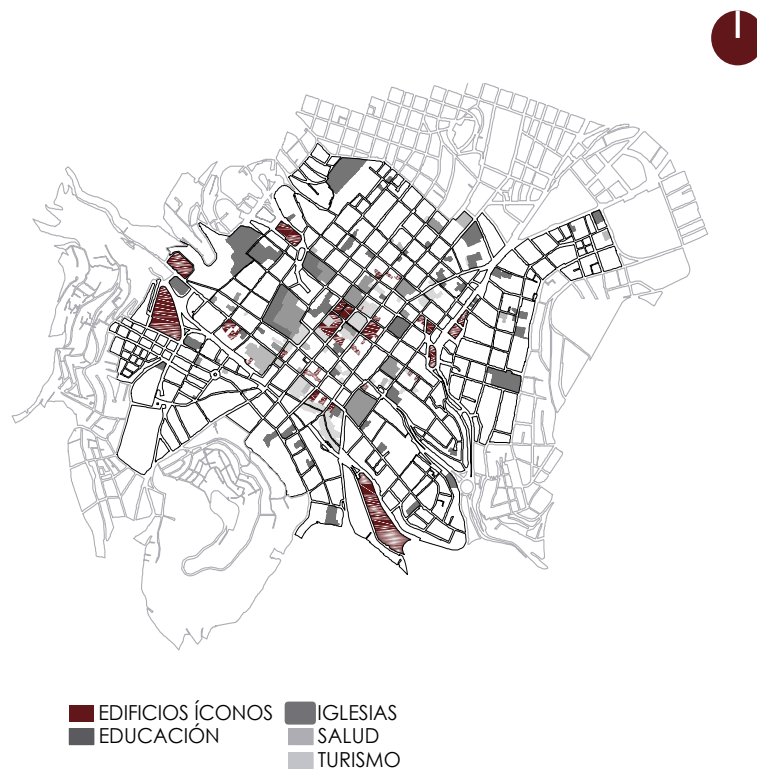 EDIFICIOS ÍCONOS
EDUCACIÓN
IGLESIAS
SALUD
TURISMO